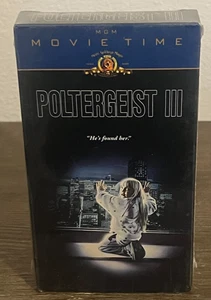 MGM
MOVIE TIME
POLTERGEIST III
"He's found her."